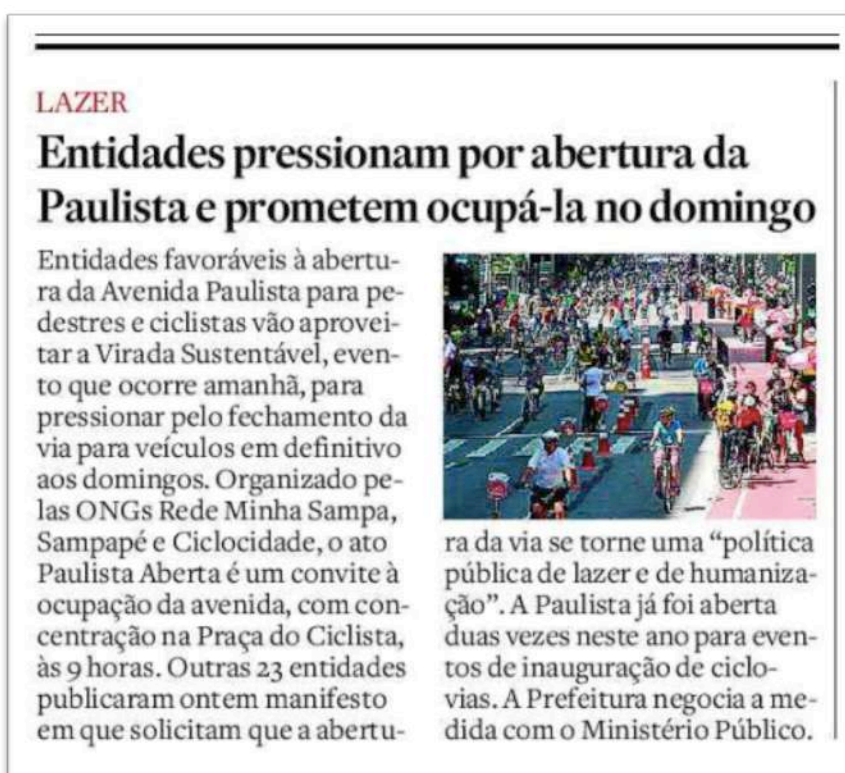 LAZER
Entidades pressionam por abertura da
Paulista e prometem ocupá-la no domingo
Entidades favoráveis à abertu-
ra da Avenida Paulista para pe-
destres e ciclistas vão aprovei-
tar a Virada Sustentável, even-
to que ocorre amanhã, para
pressionar pelo fechamento da
via para veículos em definitivo
aos domingos. Organizado pe-
las ONGs Rede Minha Sampa,
Sampapé e Ciclocidade, o ato
Paulista Aberta é um convite à
ocupação da avenida, com con-
centração na Praça do Ciclista,
às 9 horas. Outras 23 entidades
publicaram ontem manifesto
em que solicitam que a abertu-
ra da via se torne uma “política
pública de lazer e de humaniza-
ção”. A Paulista já foi aberta
duas vezes neste ano para even-
tos de inauguração de ciclo-
vias. A Prefeitura negocia a me-
dida com o Ministério Público.